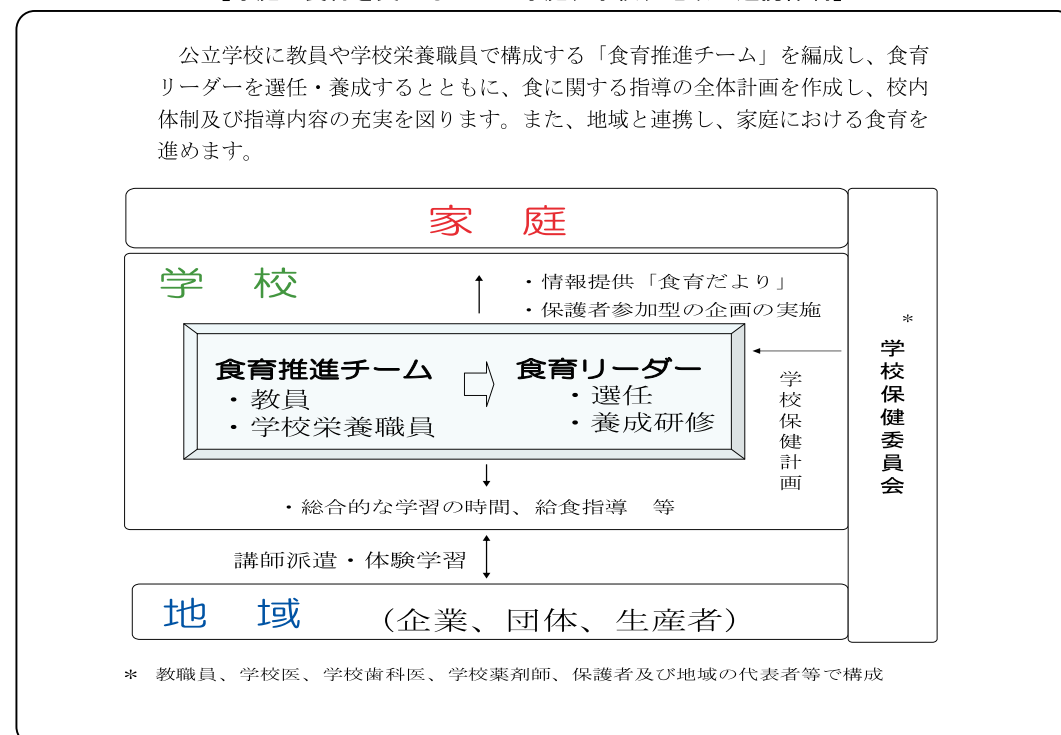 公立学校に教員や学校栄養職員で構成する「食育推進チーム」を編成し、食育
リーダーを選任・養成するとともに、食に関する指導の全体計画を作成し、校内
体制及び指導内容の充実を図ります。また、地域と連携し、家庭における食育を
進めます。
家　庭
学　校
・情報提供「食育だより」
・保護者参加型の企画の実施
食育推進チーム
・教員
・学校栄養職員
食育リーダー
・選任
・養成研修
学校保健計画
＊学校保健委員会
・総合的な学習の時間、給食指導　等
講師派遣・体験学習
地　域　（企業、団体、生産者）
＊　教職員、学校医、学校歯科医、学校薬剤師、保護者及び地域の代表者等で構成